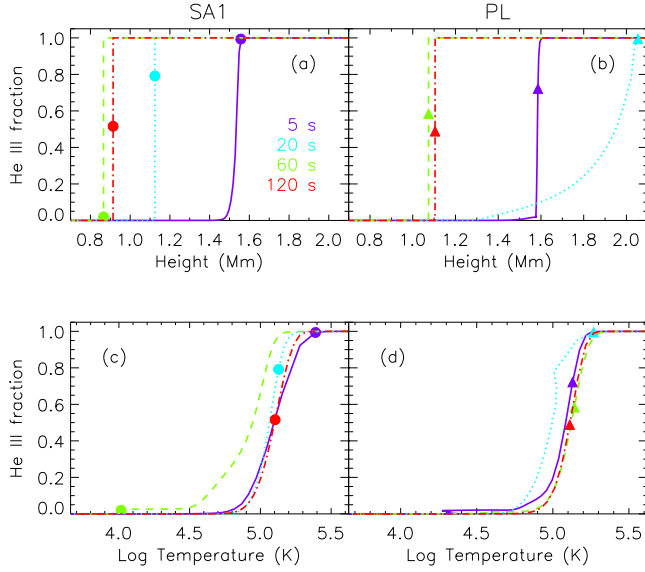 SA1 PL
He III fraction
1.0
0.8
0.6
0.4
0.2
0.0
(a)
5 s
20 s
60 s
120 s
(b)
0.8 1.0 1.2 1.4 1.6 1.8 2.0
Height (Mm)
0.8 1.0 1.2 1.4 1.6 1.8 2.0
Height (Mm)
He III fraction
1.0
0.8
0.6
0.4
0.2
0.0
(c)
(d)
4.0 4.5 5.0 5.5
Log Temperature (K)
4.0 4.5 5.0 5.5
Log Temperature (K)